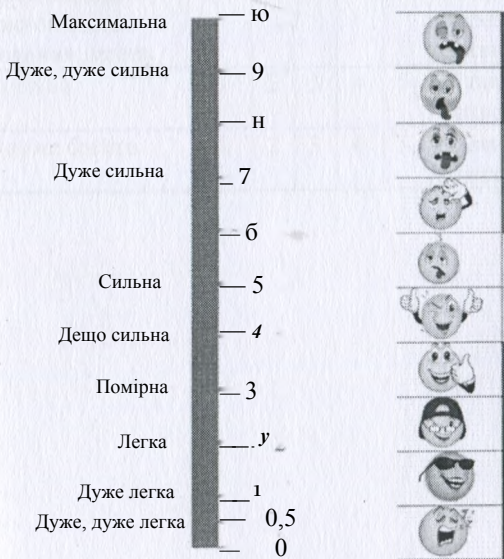 Максимальна
ю
Дуже, дуже сильна
9
н
Дуже сильна
7
б
Сильна
5
Дещо сильна
4
Помірна
3
Легка
у
Дуже легка
1
Дуже, дуже легка
0,5
0